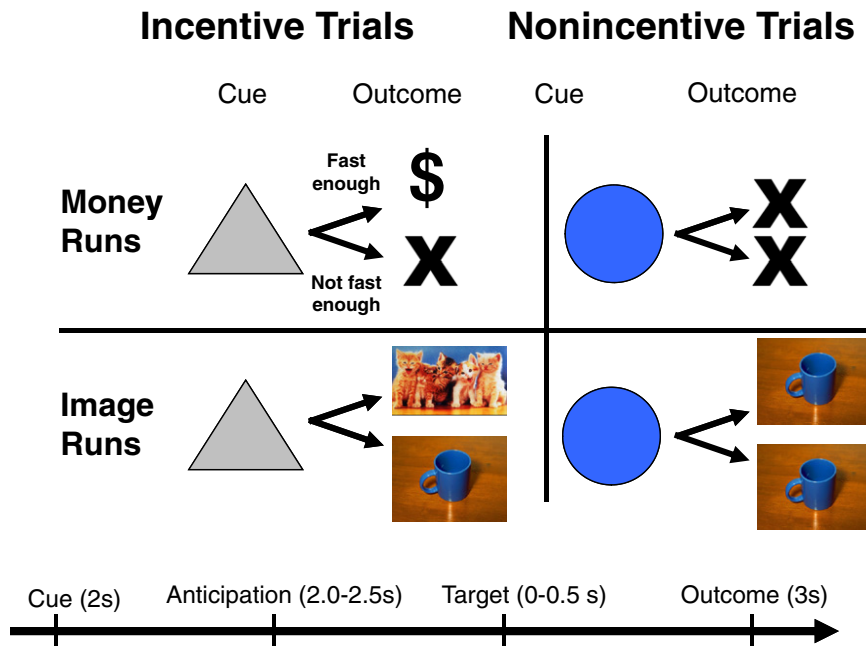 Incentive Trials
Nonincentive Trials
Cue
Outcome
Cue
Outcome
Money
Runs
Fast
enough
$
X
Not fast
enough
X
X
Image
Runs
Cue (2s)
Anticipation (2.0-2.5s)
Target (0-0.5 s)
Outcome (3s)